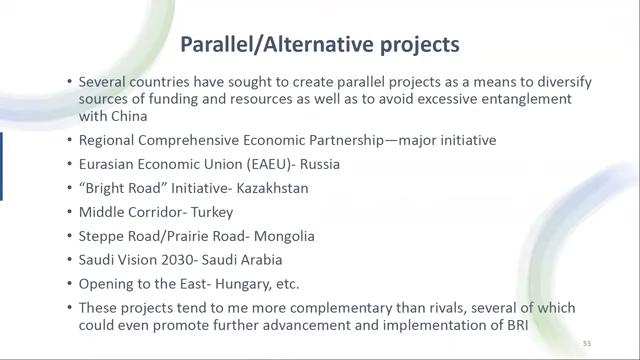 Parallel/Alternative projects
• Several countries have sought to create parallel projects as a means to diversify
sources of funding and resources as well as to avoid excessive entanglement
with China
• Regional Comprehensive Economic Partnership—major initiative
• Eurasian Economic Union (EAEU)- Russia
• “Bright Road” Initiative- Kazakhstan
• Middle Corridor- Turkey
• Steppe Road/Prairie Road- Mongolia
• Saudi Vision 2030- Saudi Arabia
• Opening to the East- Hungary, etc.
• These projects tend to me more complementary than rivals, several of which
could even promote further advancement and implementation of BRI
53